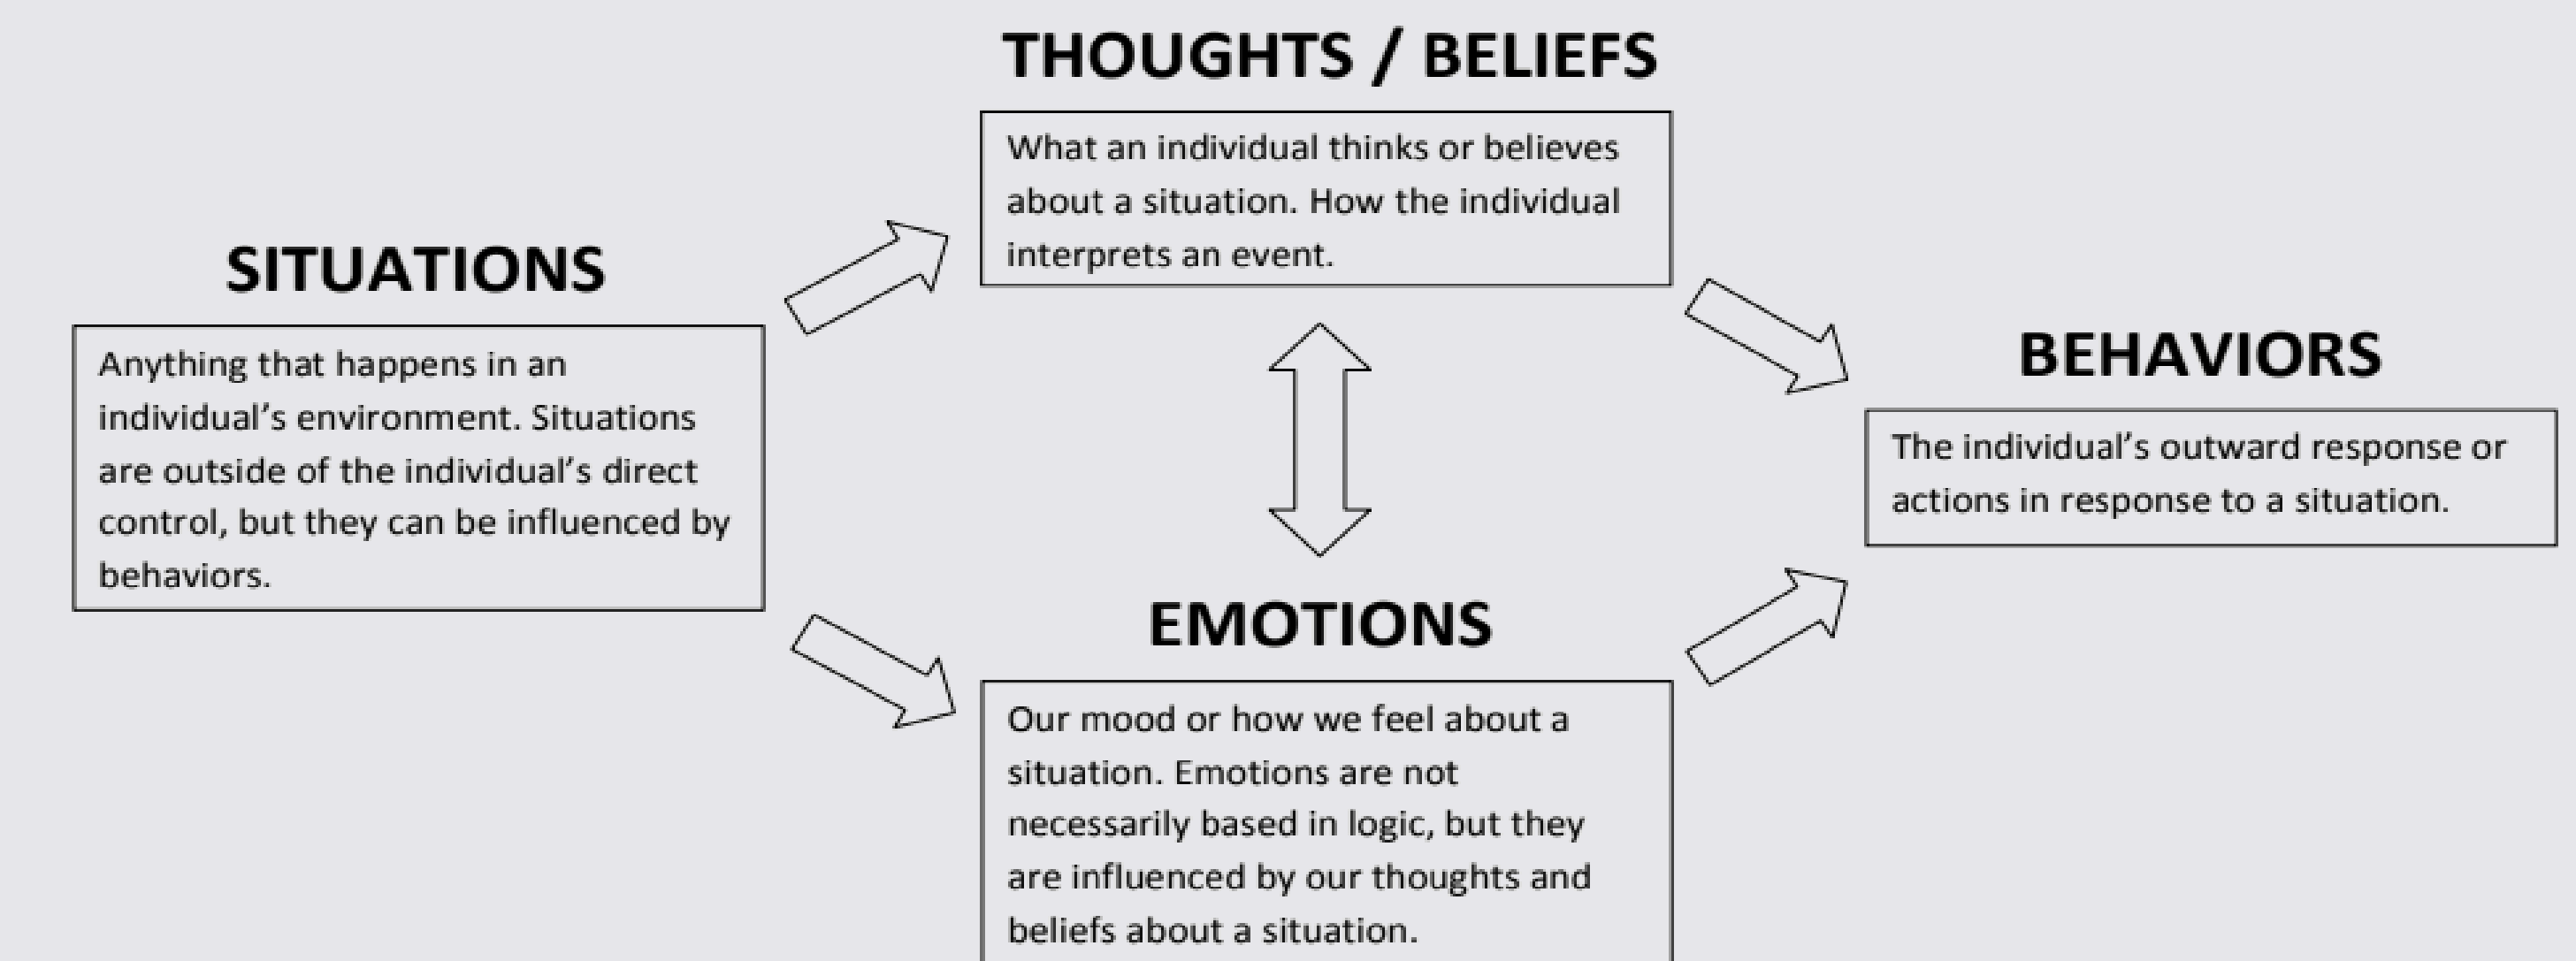 THOUGHTS / BELIEFS
What an individual thinks or believes
about a situation. How the individual
interprets an event.
SITUATIONS
Anything that happens in an
individual’s environment. Situations
are outside of the individual’s direct
control, but they can be influenced by
behaviors.
BEHAVIORS
The individual’s outward response or
actions in response to a situation.
EMOTIONS
Our mood or how we feel about a
situation. Emotions are not
necessarily based in logic, but they
are influenced by our thoughts and
beliefs about a situation.